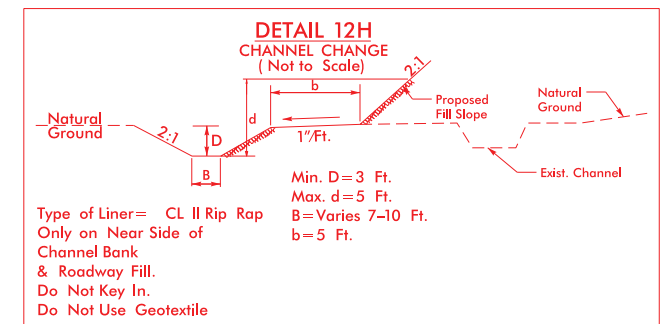 DETAIL 12H
CHANNEL CHANGE
( Not to Scale)
b
2:1
Proposed
Fill Slope
Natural
Ground
Natural
Ground
2:1
D
d
1"/Ft.
B
Exist. Channel
Min. D=3 Ft.
Max. d=5 Ft.
B=Varies 7-10 Ft.
b=5 Ft.
Type of Liner= CL II Rip Rap
Only on Near Side of
Channel Bank
& Roadway Fill.
Do Not Key In.
Do Not Use Geotextile